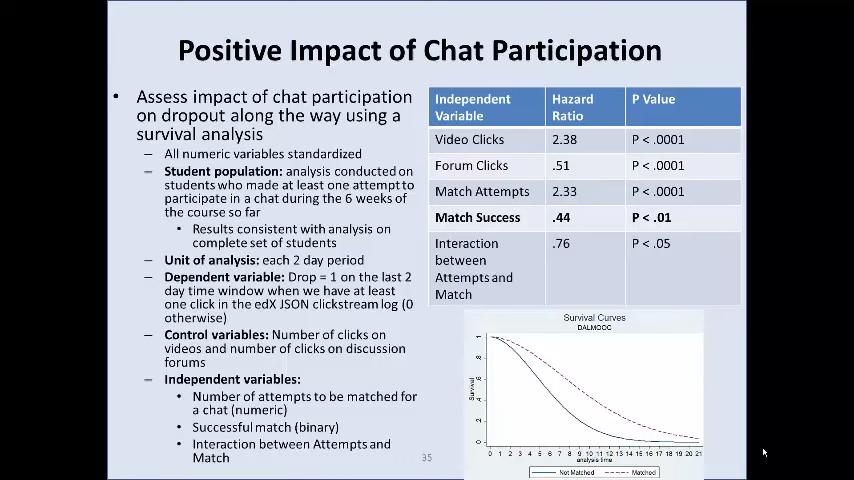 Positive Impact of Chat Participation
• Assess impact of chat participation
on dropout along the way using a
survival analysis
– All numeric variables standardized
– Student population: analysis conducted on
students who made at least one attempt to
participate in a chat during the 6 weeks of
the course so far
• Results consistent with analysis on
complete set of students
– Unit of analysis: each 2 day period
– Dependent variable: Drop = 1 on the last 2
day time window when we have at least
one click in the edX JSON clickstream log (0
otherwise)
– Control variables: Number of clicks on
videos and number of clicks on discussion
forums
– Independent variables:
• Number of attempts to be matched for
a chat (numeric)
• Successful match (binary)
• Interaction between Attempts and
Match
Independent Variable Hazard Ratio P Value
Video Clicks 2.38 P < .0001
Forum Clicks .51 P < .0001
Match Attempts 2.33 P < .0001
Match Success .44 P < .01
Interaction between Attempts and Match .76 P < .05
Survival Curves
DALMOOC
Survival
1
.8
.6
.4
.2
0
0 1 2 3 4 5 6 7 8 9 10 11 12 13 14 15 16 17 18 19 20 21
analysis time
Not Matched Matched
35